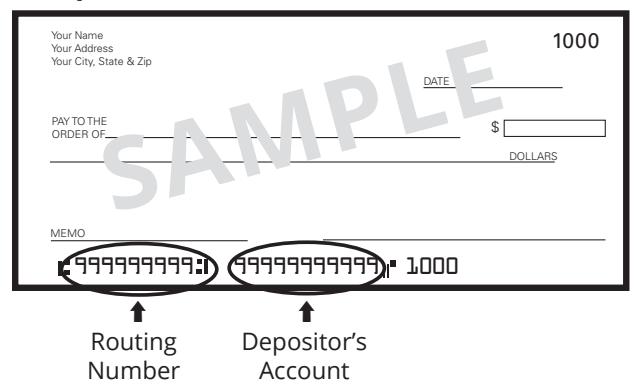 Your Name
Your Address
Your City, State & Zip
1000
DATE
PAY TO THE
ORDER OF
$
DOLLARS
SAMPLE
MEMO
⑆999999999⑆ 99999999999⑈ 1000
Routing
Number
Depositor's
Account